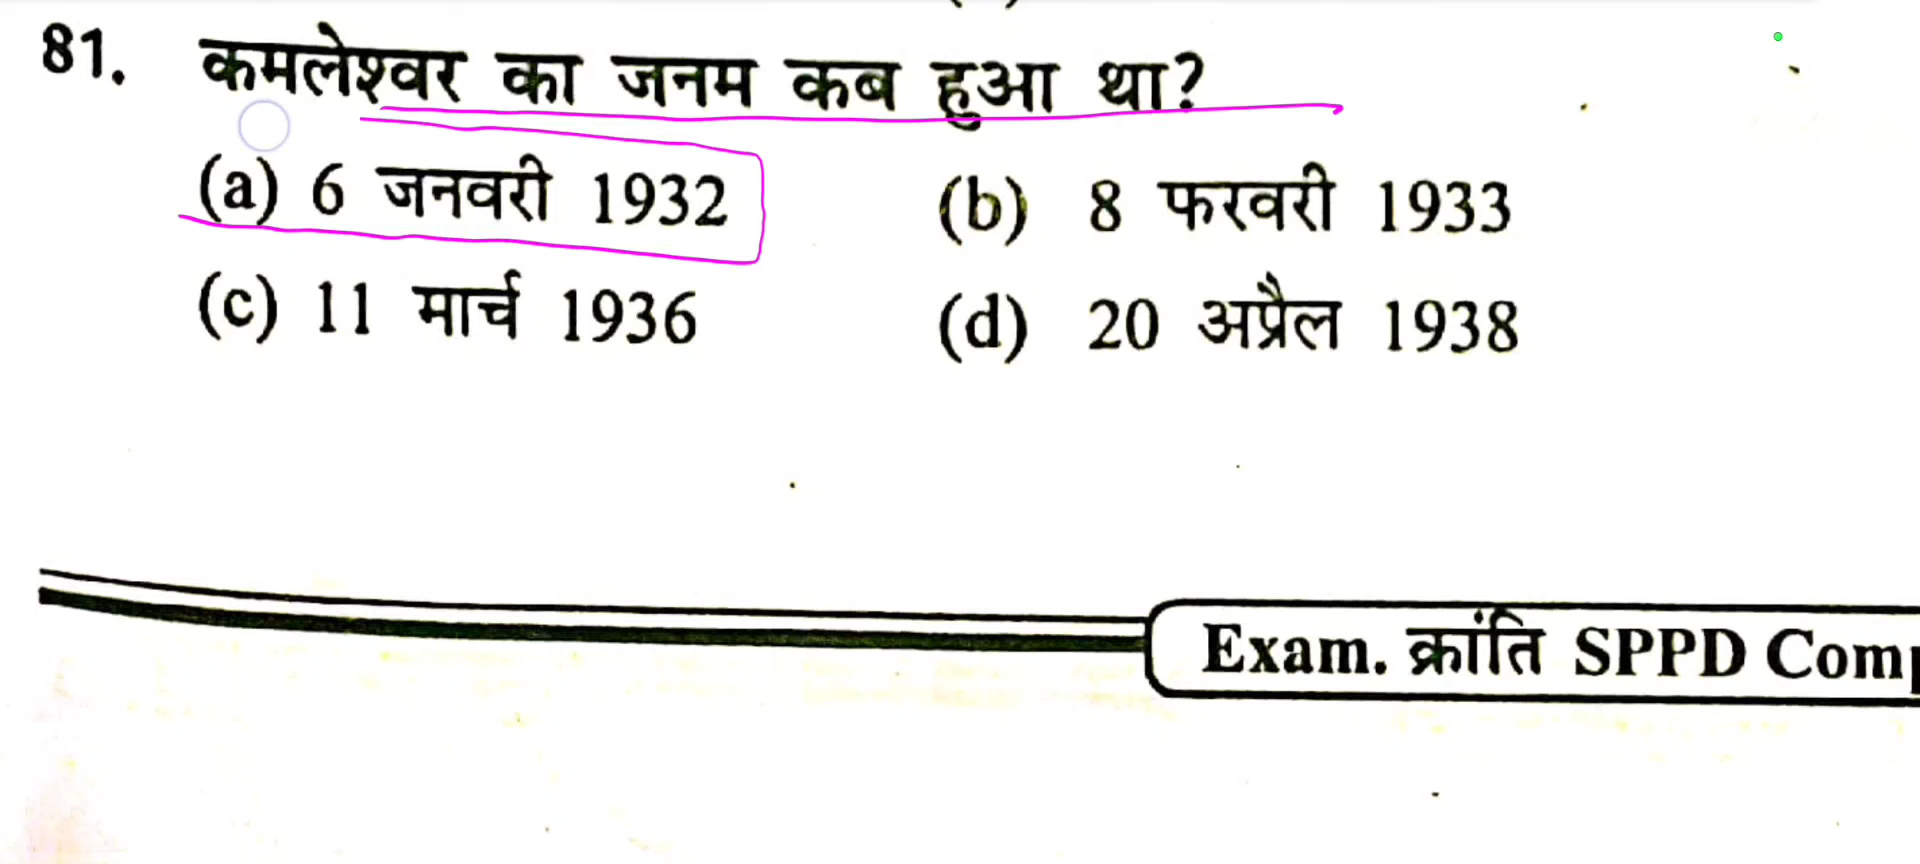 81. कमलेश्वर का जनम कब हुआ था?
(a) 6 जनवरी 1932 (b) 8 फरवरी 1933
(c) 11 मार्च 1936 (d) 20 अप्रैल 1938
Exam. क्रांति SPPD Com